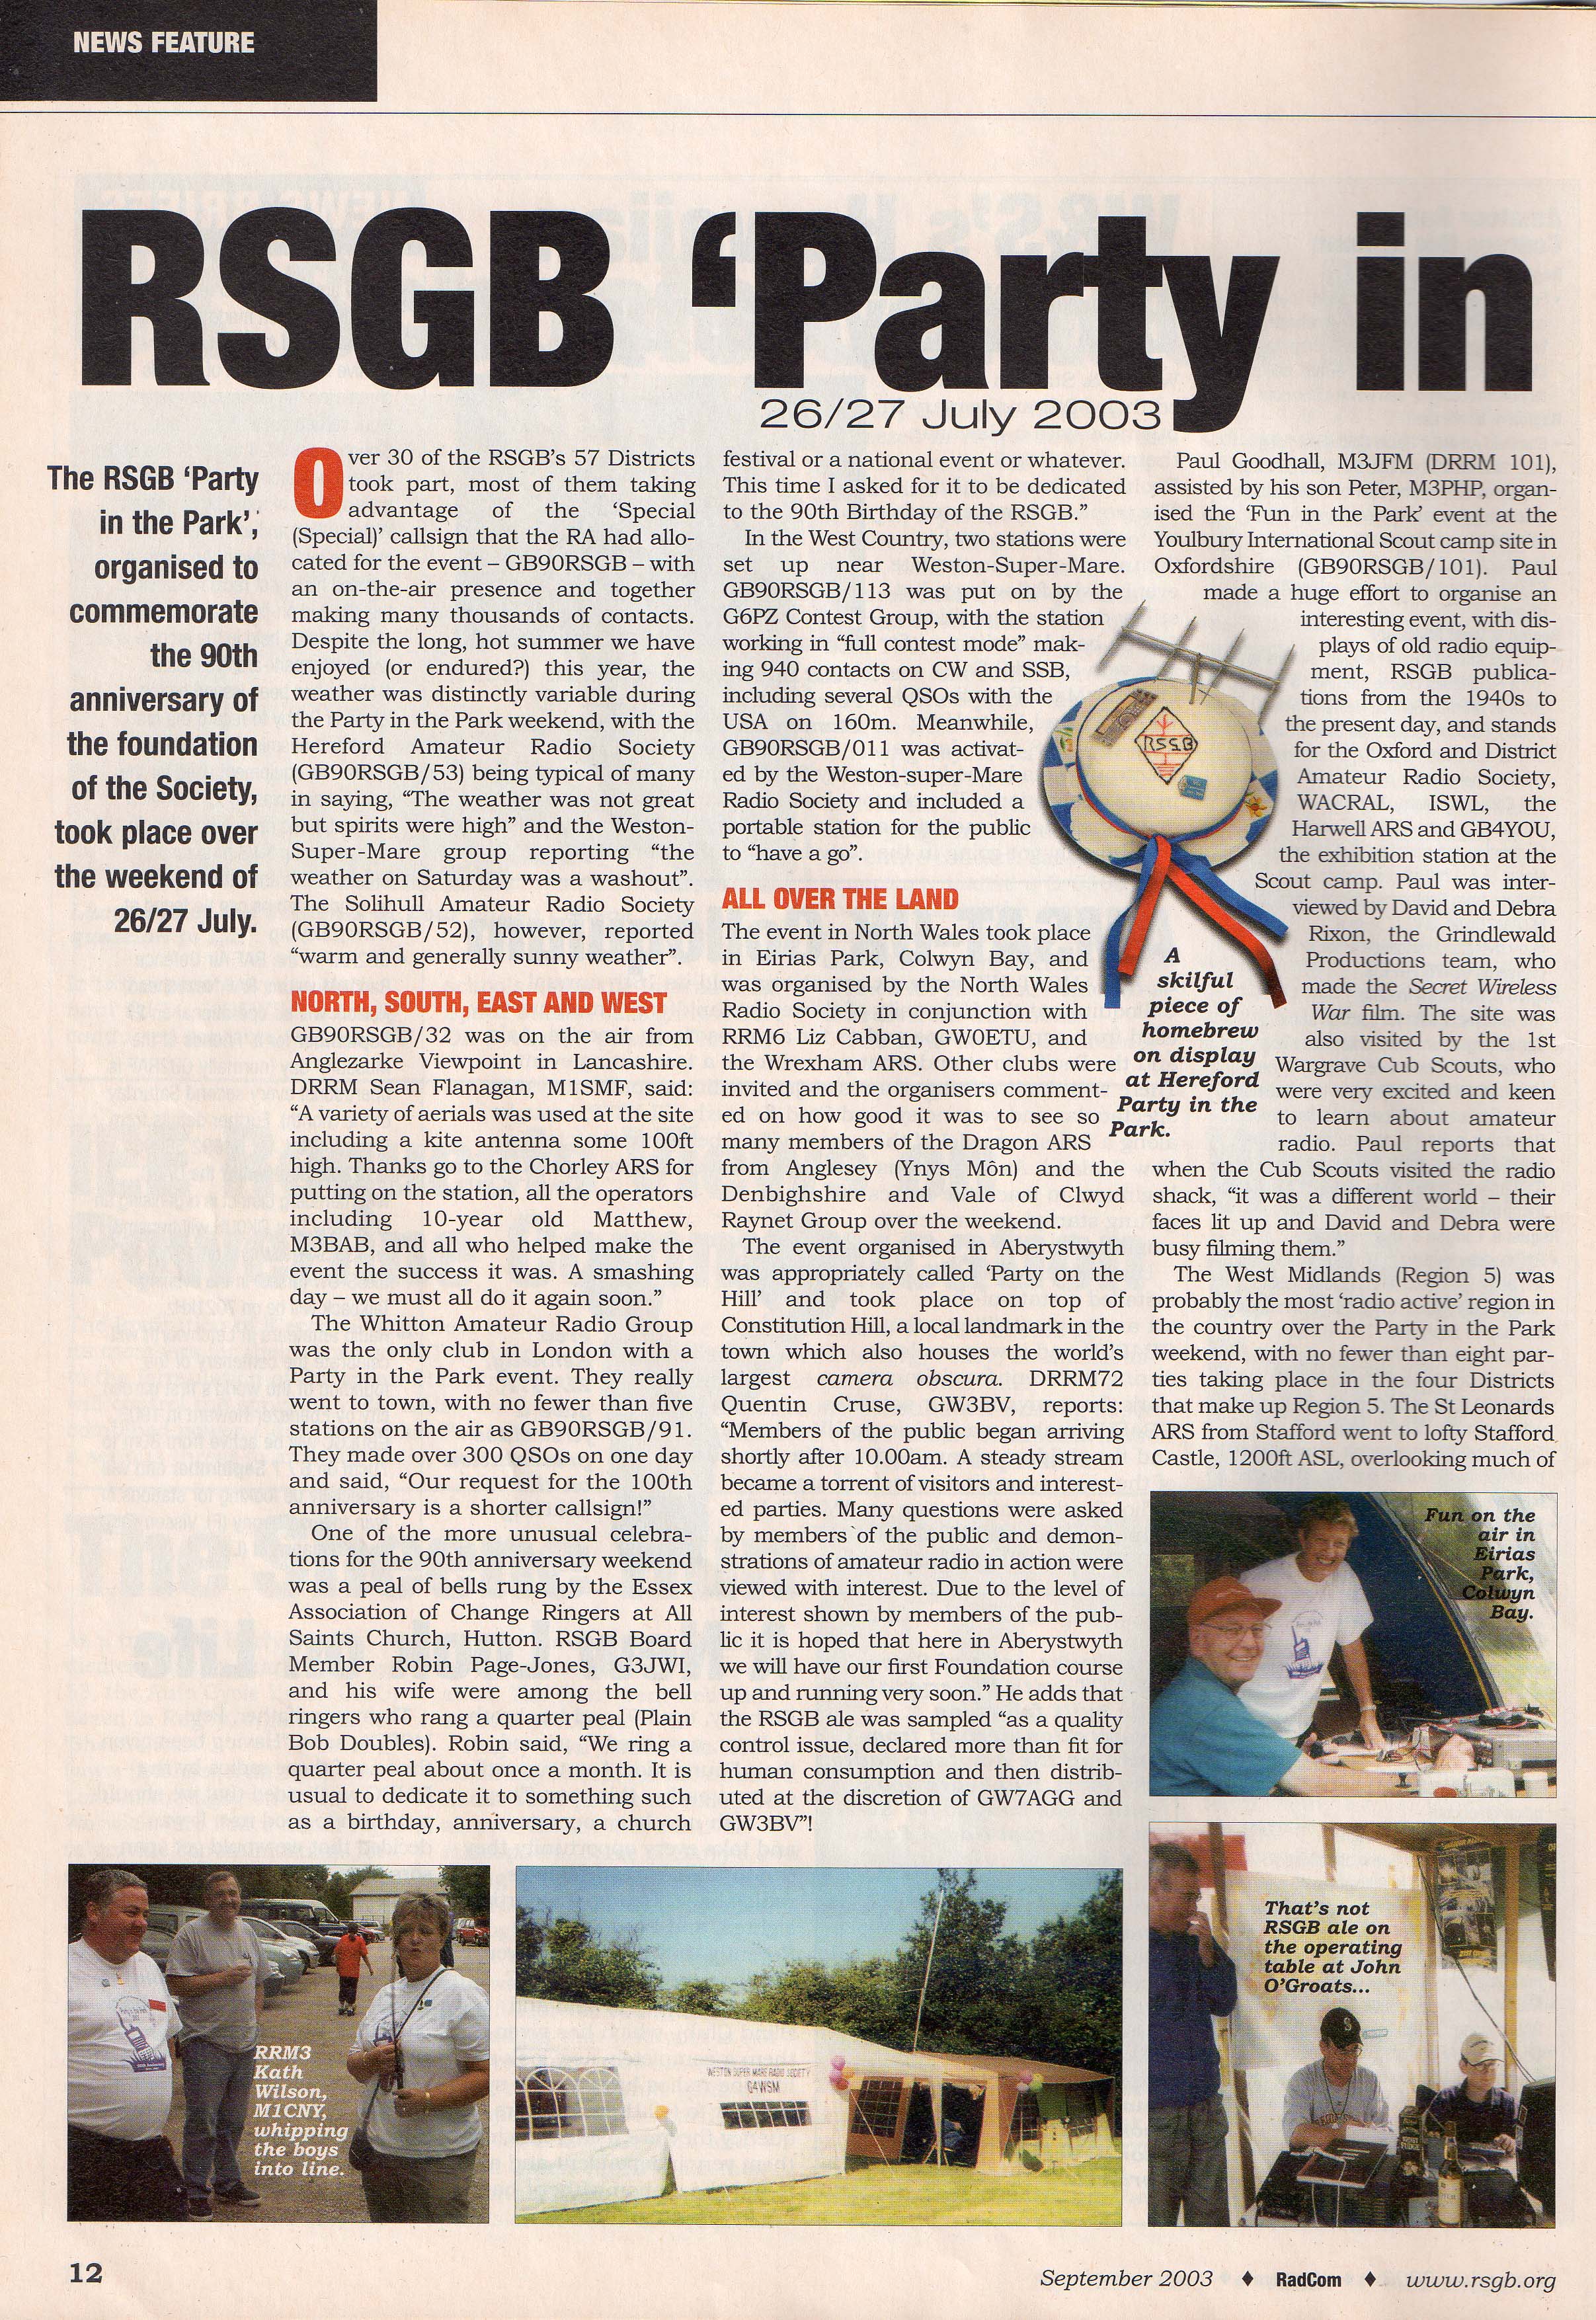 NEWS FEATURE
RSGB ‘Party in
26/27 July 2003
The RSGB ‘Party
in the Park’,
organised to
commemorate
the 90th
anniversary of
the foundation
of the Society,
took place over
the weekend of
26/27 July.
Over 30 of the RSGB’s 57 Districts
took part, most of them taking
advantage of the ‘Special
(Special)’ callsign that the RA had allo-
cated for the event – GB90RSGB – with
an on-the-air presence and together
making many thousands of contacts.
Despite the long, hot summer we have
enjoyed (or endured?) this year, the
weather was distinctly variable during
the Party in the Park weekend, with the
Hereford Amateur Radio Society
(GB90RSGB/53) being typical of many
in saying, “The weather was not great
but spirits were high” and the Weston-
Super-Mare group reporting “the
weather on Saturday was a washout”.
The Solihull Amateur Radio Society
(GB90RSGB/52), however, reported
“warm and generally sunny weather”.
NORTH, SOUTH, EAST AND WEST
GB90RSGB/32 was on the air from
Anglezarke Viewpoint in Lancashire.
DRRM Sean Flanagan, M1SMF, said:
“A variety of aerials was used at the site
including a kite antenna some 100ft
high. Thanks go to the Chorley ARS for
putting on the station, all the operators
including 10-year old Matthew,
M3BAB, and all who helped make the
event the success it was. A smashing
day – we must all do it again soon.”
The Whitton Amateur Radio Group
was the only club in London with a
Party in the Park event. They really
went to town, with no fewer than five
stations on the air as GB90RSGB/91.
They made over 300 QSOs on one day
and said, “Our request for the 100th
anniversary is a shorter callsign!”
One of the more unusual celebra-
tions for the 90th anniversary weekend
was a peal of bells rung by the Essex
Association of Change Ringers at All
Saints Church, Hutton. RSGB Board
Member Robin Page-Jones, G3JWI,
and his wife were among the bell
ringers who rang a quarter peal (Plain
Bob Doubles). Robin said, “We ring a
quarter peal about once a month. It is
usual to dedicate it to something such
as a birthday, anniversary, a church
festival or a national event or whatever.
This time I asked for it to be dedicated
to the 90th Birthday of the RSGB.”
In the West Country, two stations were
set up near Weston-Super-Mare.
GB90RSGB/113 was put on by the
G6PZ Contest Group, with the station
working in “full contest mode” mak-
ing 940 contacts on CW and SSB,
including several QSOs with the
USA on 160m. Meanwhile,
GB90RSGB/011 was activat-
ed by the Weston-super-Mare
Radio Society and included a
portable station for the public
to “have a go”.
ALL OVER THE LAND
The event in North Wales took place
in Eirias Park, Colwyn Bay, and
was organised by the North Wales
Radio Society in conjunction with
RRM6 Liz Cabban, GW0ETU, and
the Wrexham ARS. Other clubs were
invited and the organisers comment-
ed on how good it was to see so
many members of the Dragon ARS
from Anglesey (Ynys Môn) and the
Denbighshire and Vale of Clwyd
Raynet Group over the weekend.
The event organised in Aberystwyth
was appropriately called ‘Party on the
Hill’ and took place on top of
Constitution Hill, a local landmark in the
town which also houses the world’s
largest camera obscura. DRRM72
Quentin Cruse, GW3BV, reports:
“Members of the public began arriving
shortly after 10.00am. A steady stream
became a torrent of visitors and interest-
ed parties. Many questions were asked
by members of the public and demon-
strations of amateur radio in action were
viewed with interest. Due to the level of
interest shown by members of the pub-
lic it is hoped that here in Aberystwyth
we will have our first Foundation course
up and running very soon.” He adds that
the RSGB ale was sampled “as a quality
control issue, declared more than fit for
human consumption and then distrib-
uted at the discretion of GW7AGG and
GW3BV”!
RSGB
A
skilful
piece of
homebrew
on display
at Hereford
Party in the
Park.
Paul Goodhall, M3JFM (DRRM 101),
assisted by his son Peter, M3PHP, organ-
ised the ‘Fun in the Park’ event at the
Youlbury International Scout camp site in
Oxfordshire (GB90RSGB/101). Paul
made a huge effort to organise an
interesting event, with dis-
plays of old radio equip-
ment, RSGB publica-
tions from the 1940s to
the present day, and stands
for the Oxford and District
Amateur Radio Society,
WACRAL, ISWL, the
Harwell ARS and GB4YOU,
the exhibition station at the
Scout camp. Paul was inter-
viewed by David and Debra
Rixon, the Grindlewald
Productions team, who
made the Secret Wireless
War film. The site was
also visited by the 1st
Wargrave Cub Scouts, who
were very excited and keen
to learn about amateur
radio. Paul reports that
when the Cub Scouts visited the radio
shack, “it was a different world – their
faces lit up and David and Debra were
busy filming them.”
The West Midlands (Region 5) was
probably the most ‘radio active’ region in
the country over the Party in the Park
weekend, with no fewer than eight par-
ties taking place in the four Districts
that make up Region 5. The St Leonards
ARS from Stafford went to lofty Stafford
Castle, 1200ft ASL, overlooking much of
Fun on the
air in
Eirias
Park,
Colwyn
Bay.
RRM3
Kath
Wilson,
M1CNY,
whipping
the boys
into line.
WESTON SUPER MARE RADIO SOCIETY
G4WSM
That’s not
RSGB ale on
the operating
table at John
O’Groats...
12
September 2003 ♦ RadCom ♦ www.rsgb.org